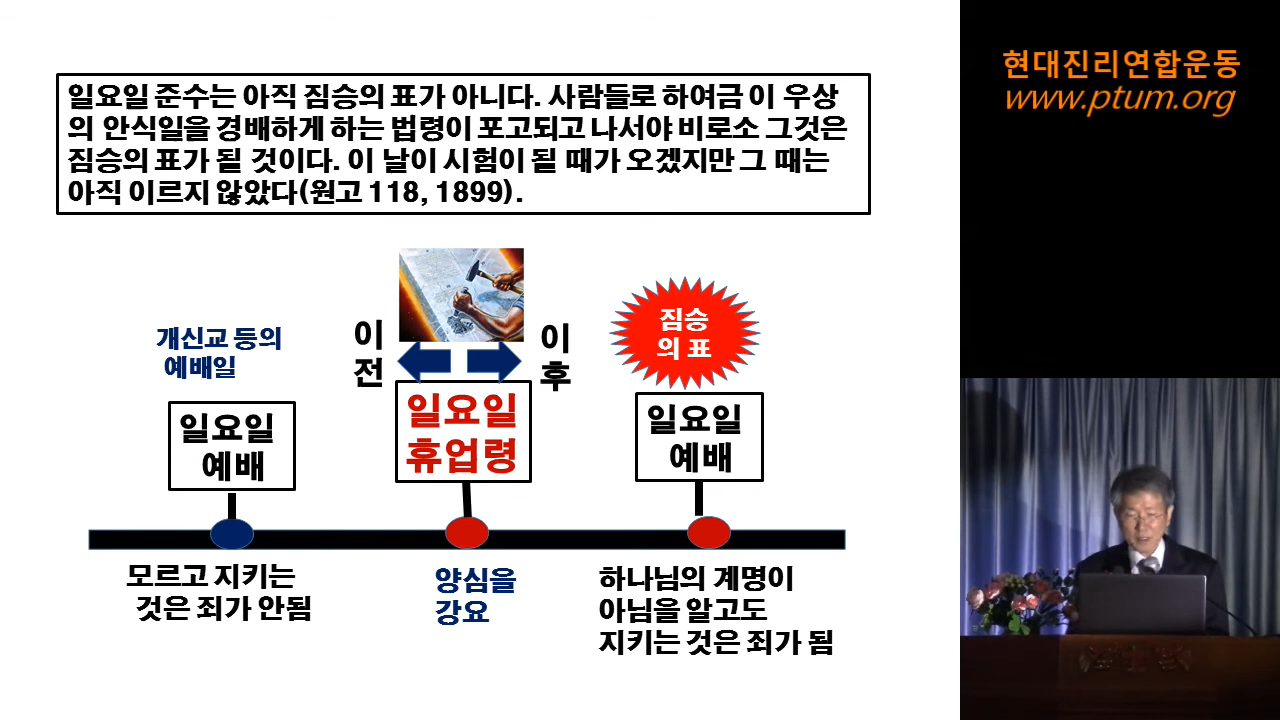 일요일 준수는 아직 짐승의 표가 아니다. 사람들로 하여금 이 우상
의 안식일을 경배하게 하는 법령이 포고되고 나서야 비로소 그것은
짐승의 표가 될 것이다. 이 날이 시험이 될 때가 오겠지만 그 때는
아직 이르지 않았다(원고 118, 1899).
현대진리연합운동
www.ptum.org
개신교 등의
예배일
이
전
이
후
짐승
의 표
일요일
예배
일요일
휴업령
일요일
예배
모르고 지키는
것은 죄가 안됨
양심을
강요
하나님의 계명이
아님을 알고도
지키는 것은 죄가 됨